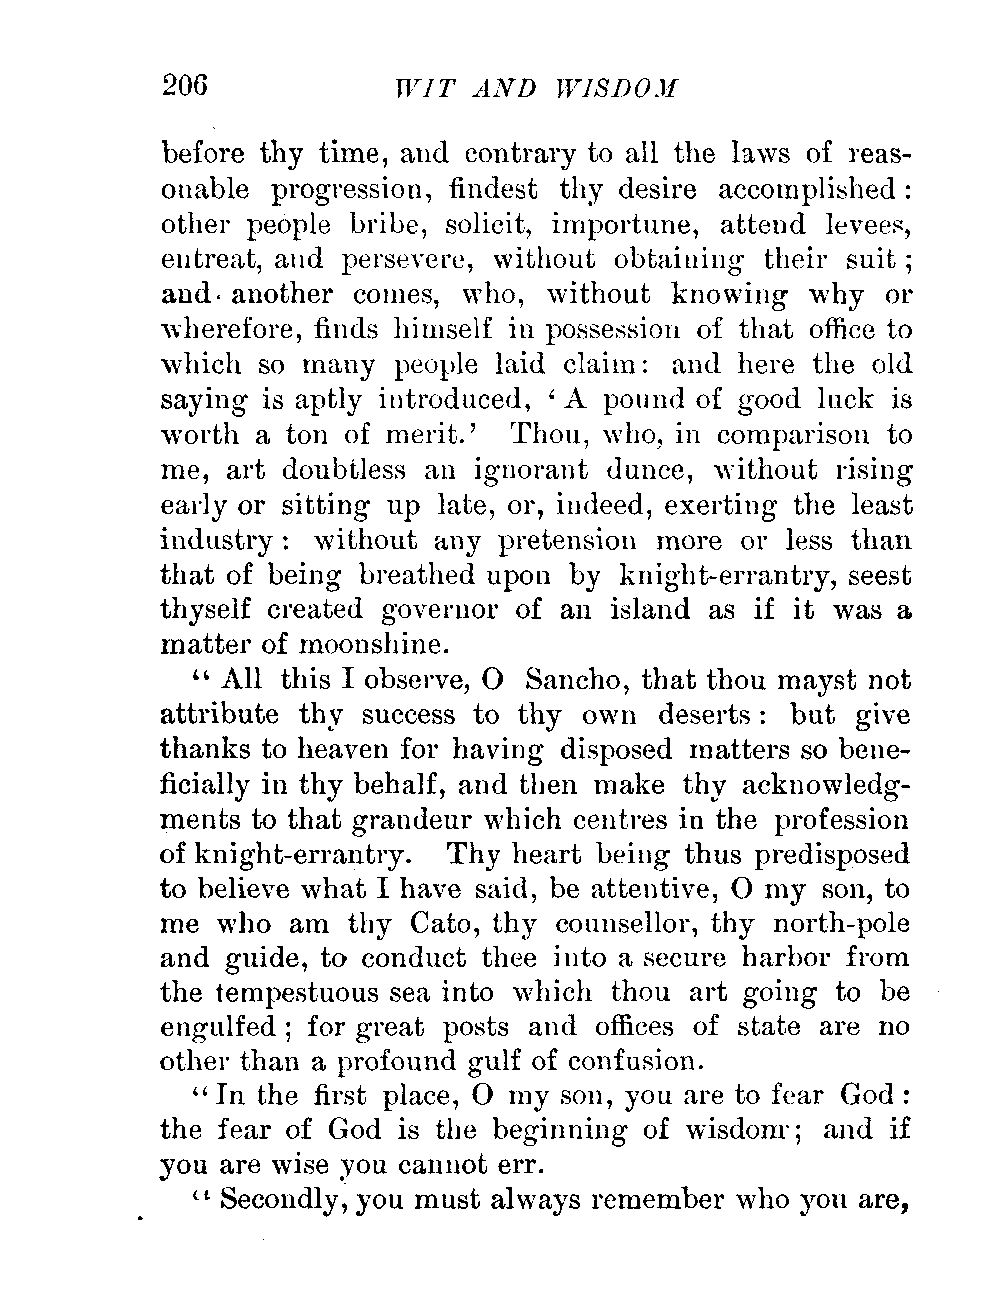 206 WIT AND WISDOM
before thy time, and contrary to all the laws of reas-
onable progression, findest thy desire accomplished :
other people bribe, solicit, importune, attend levees,
entreat, and persevere, without obtaining their suit ;
and another comes, who, without knowing why or
wherefore, finds himself in possession of that office to
which so many people laid claim : and here the old
saying is aptly introduced, ‘ A pound of good luck is
worth a ton of merit.’ Thou, who, in comparison to
me, art doubtless an ignorant dunce, without rising
early or sitting up late, or, indeed, exerting the least
industry : without any pretension more or less than
that of being breathed upon by knight-errantry, seest
thyself created governor of an island as if it was a
matter of moonshine.
“ All this I observe, O Sancho, that thou mayst not
attribute thy success to thy own deserts : but give
thanks to heaven for having disposed matters so bene-
ficially in thy behalf, and then make thy acknowledg-
ments to that grandeur which centres in the profession
of knight-errantry. Thy heart being thus predisposed
to believe what I have said, be attentive, O my son, to
me who am thy Cato, thy counsellor, thy north-pole
and guide, to conduct thee into a secure harbor from
the tempestuous sea into which thou art going to be
engulfed ; for great posts and offices of state are no
other than a profound gulf of confusion.
“ In the first place, O my son, you are to fear God :
the fear of God is the beginning of wisdom ; and if
you are wise you cannot err.
“ Secondly, you must always remember who you are,